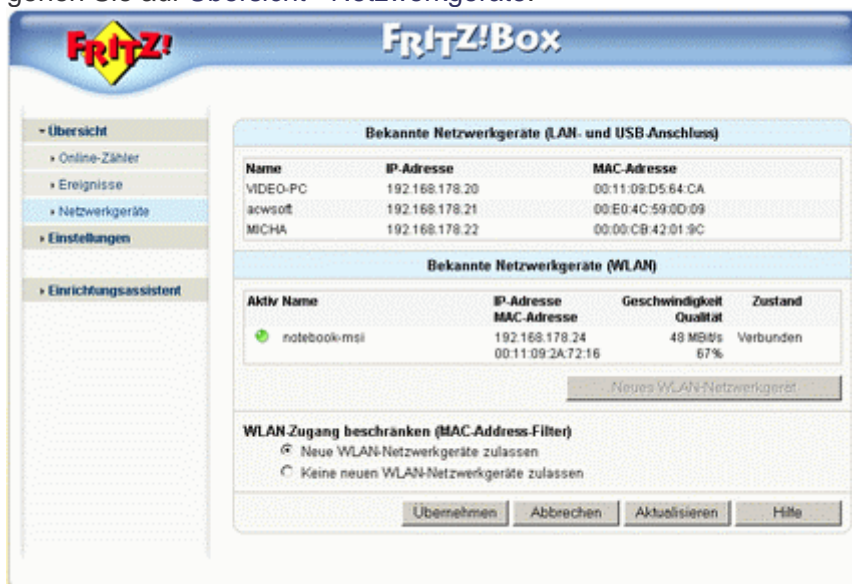 gehen Sie auf Übersicht - Netzwerkgeräte.
FRITZ!
FRITZ!BOX
Übersicht
Online-Zähler
Ereignisse
Netzwerkgeräte
Einstellungen
Einrichtungsassistent
Bekannte Netzwerkgeräte (LAN- und USB-Anschluss)
Name IP-Adresse MAC-Adresse
VIDEO-PC 192.168.178.20 00:11:09:D5:64:CA
acwsoft 192.168.178.21 00:E0:4C:59:0D:09
MICHA 192.168.178.22 00:00:CB:42:01:9C
Bekannte Netzwerkgeräte (WLAN)
Aktiv Name IP-Adresse Geschwindigkeit Zustand
MAC-Adresse Qualität
notebook-msi 192.168.178.24 48 MBit/s Verbunden
00:11:09:2A:72:16 67%
Neues WLAN-Netzwerkgerät
WLAN-Zugang beschränken (MAC-Address-Filter)
Neue WLAN-Netzwerkgeräte zulassen
Keine neuen WLAN-Netzwerkgeräte zulassen
Übernehmen Abbrechen Aktualisieren Hilfe